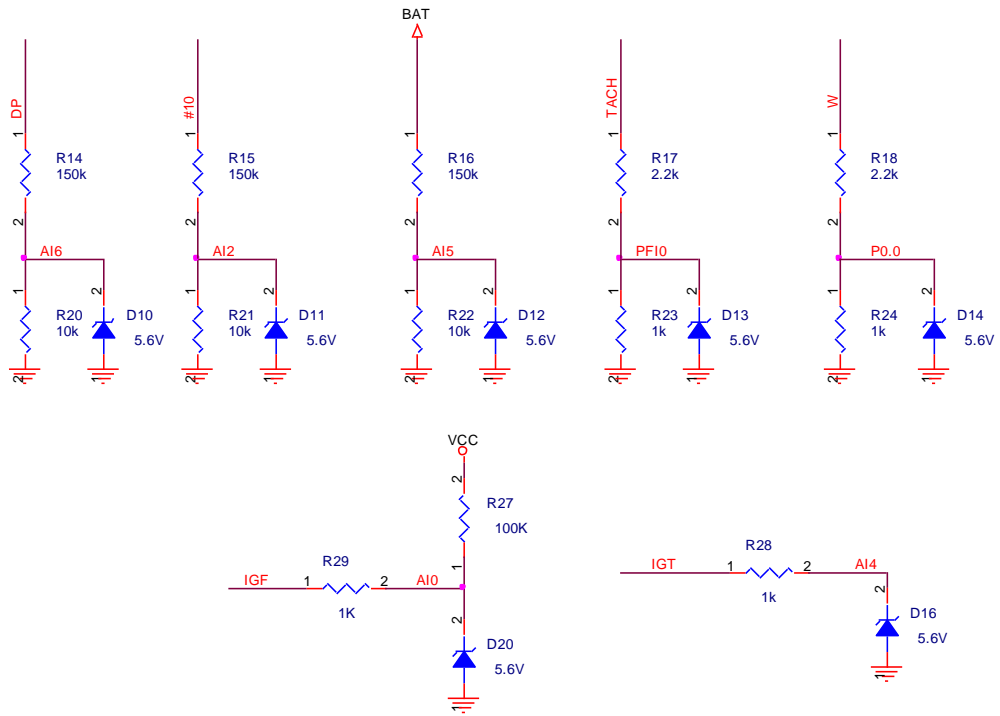 BAT
DP
#10
TACH
W
1
1
1
1
1
R14
150k
R15
150k
R16
150k
R17
2.2k
R18
2.2k
2
2
2
2
2
AI6
AI2
AI5
PFI0
P0.0
1
2
1
2
1
2
1
2
1
2
R20
10k
D10
5.6V
R21
10k
D11
5.6V
R22
10k
D12
5.6V
R23
1k
D13
5.6V
R24
1k
D14
5.6V
2
1
2
1
2
1
2
1
2
1
VCC
2
R27
100K
1
R29
IGF
1
2
AI0
1K
2
D20
5.6V
1
R28
IGT
1
2
AI4
1k
2
D16
5.6V
1